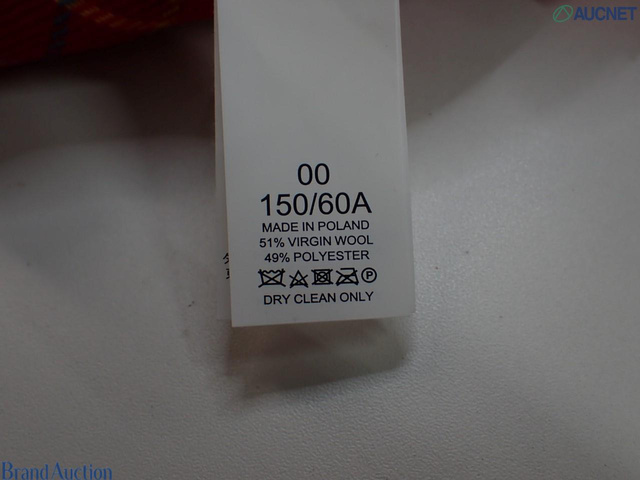 AUCNET
00
150/60A
MADE IN POLAND
51% VIRGIN WOOL
49% POLYESTER
P
DRY CLEAN ONLY
Brand Auction